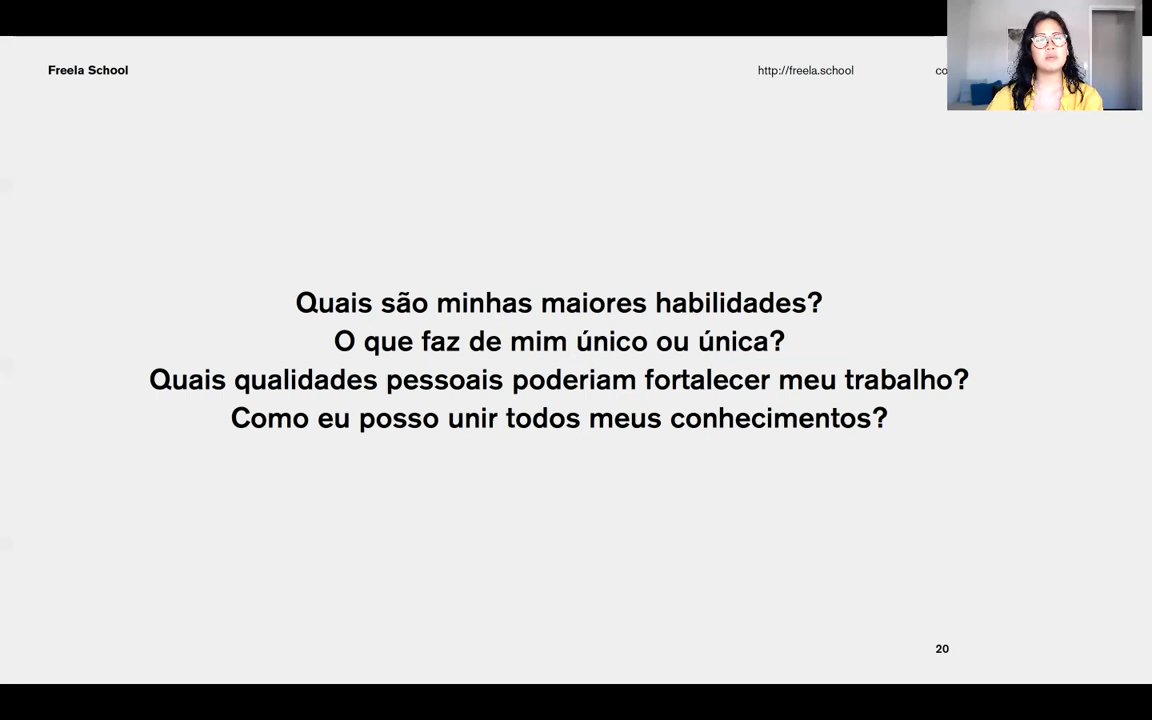 Freela School
http://freela.school
co
Quais são minhas maiores habilidades?
O que faz de mim único ou única?
Quais qualidades pessoais poderiam fortalecer meu trabalho?
Como eu posso unir todos meus conhecimentos?
20